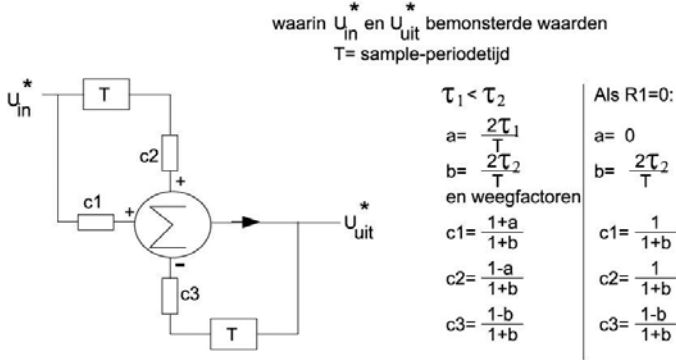 waarin U*in en U*uit bemonsterde waarden
T= sample-periodetijd
U*in
T
c2
+
c1
+
Σ
U*uit
−
c3
T
τ1 < τ2
a= 2τ1/T
b= 2τ2/T
en weegfactoren
c1= 1+a/1+b
c2= 1-a/1+b
c3= 1-b/1+b
Als R1=0:
a= 0
b= 2τ2/T
c1= 1/1+b
c2= 1/1+b
c3= 1-b/1+b